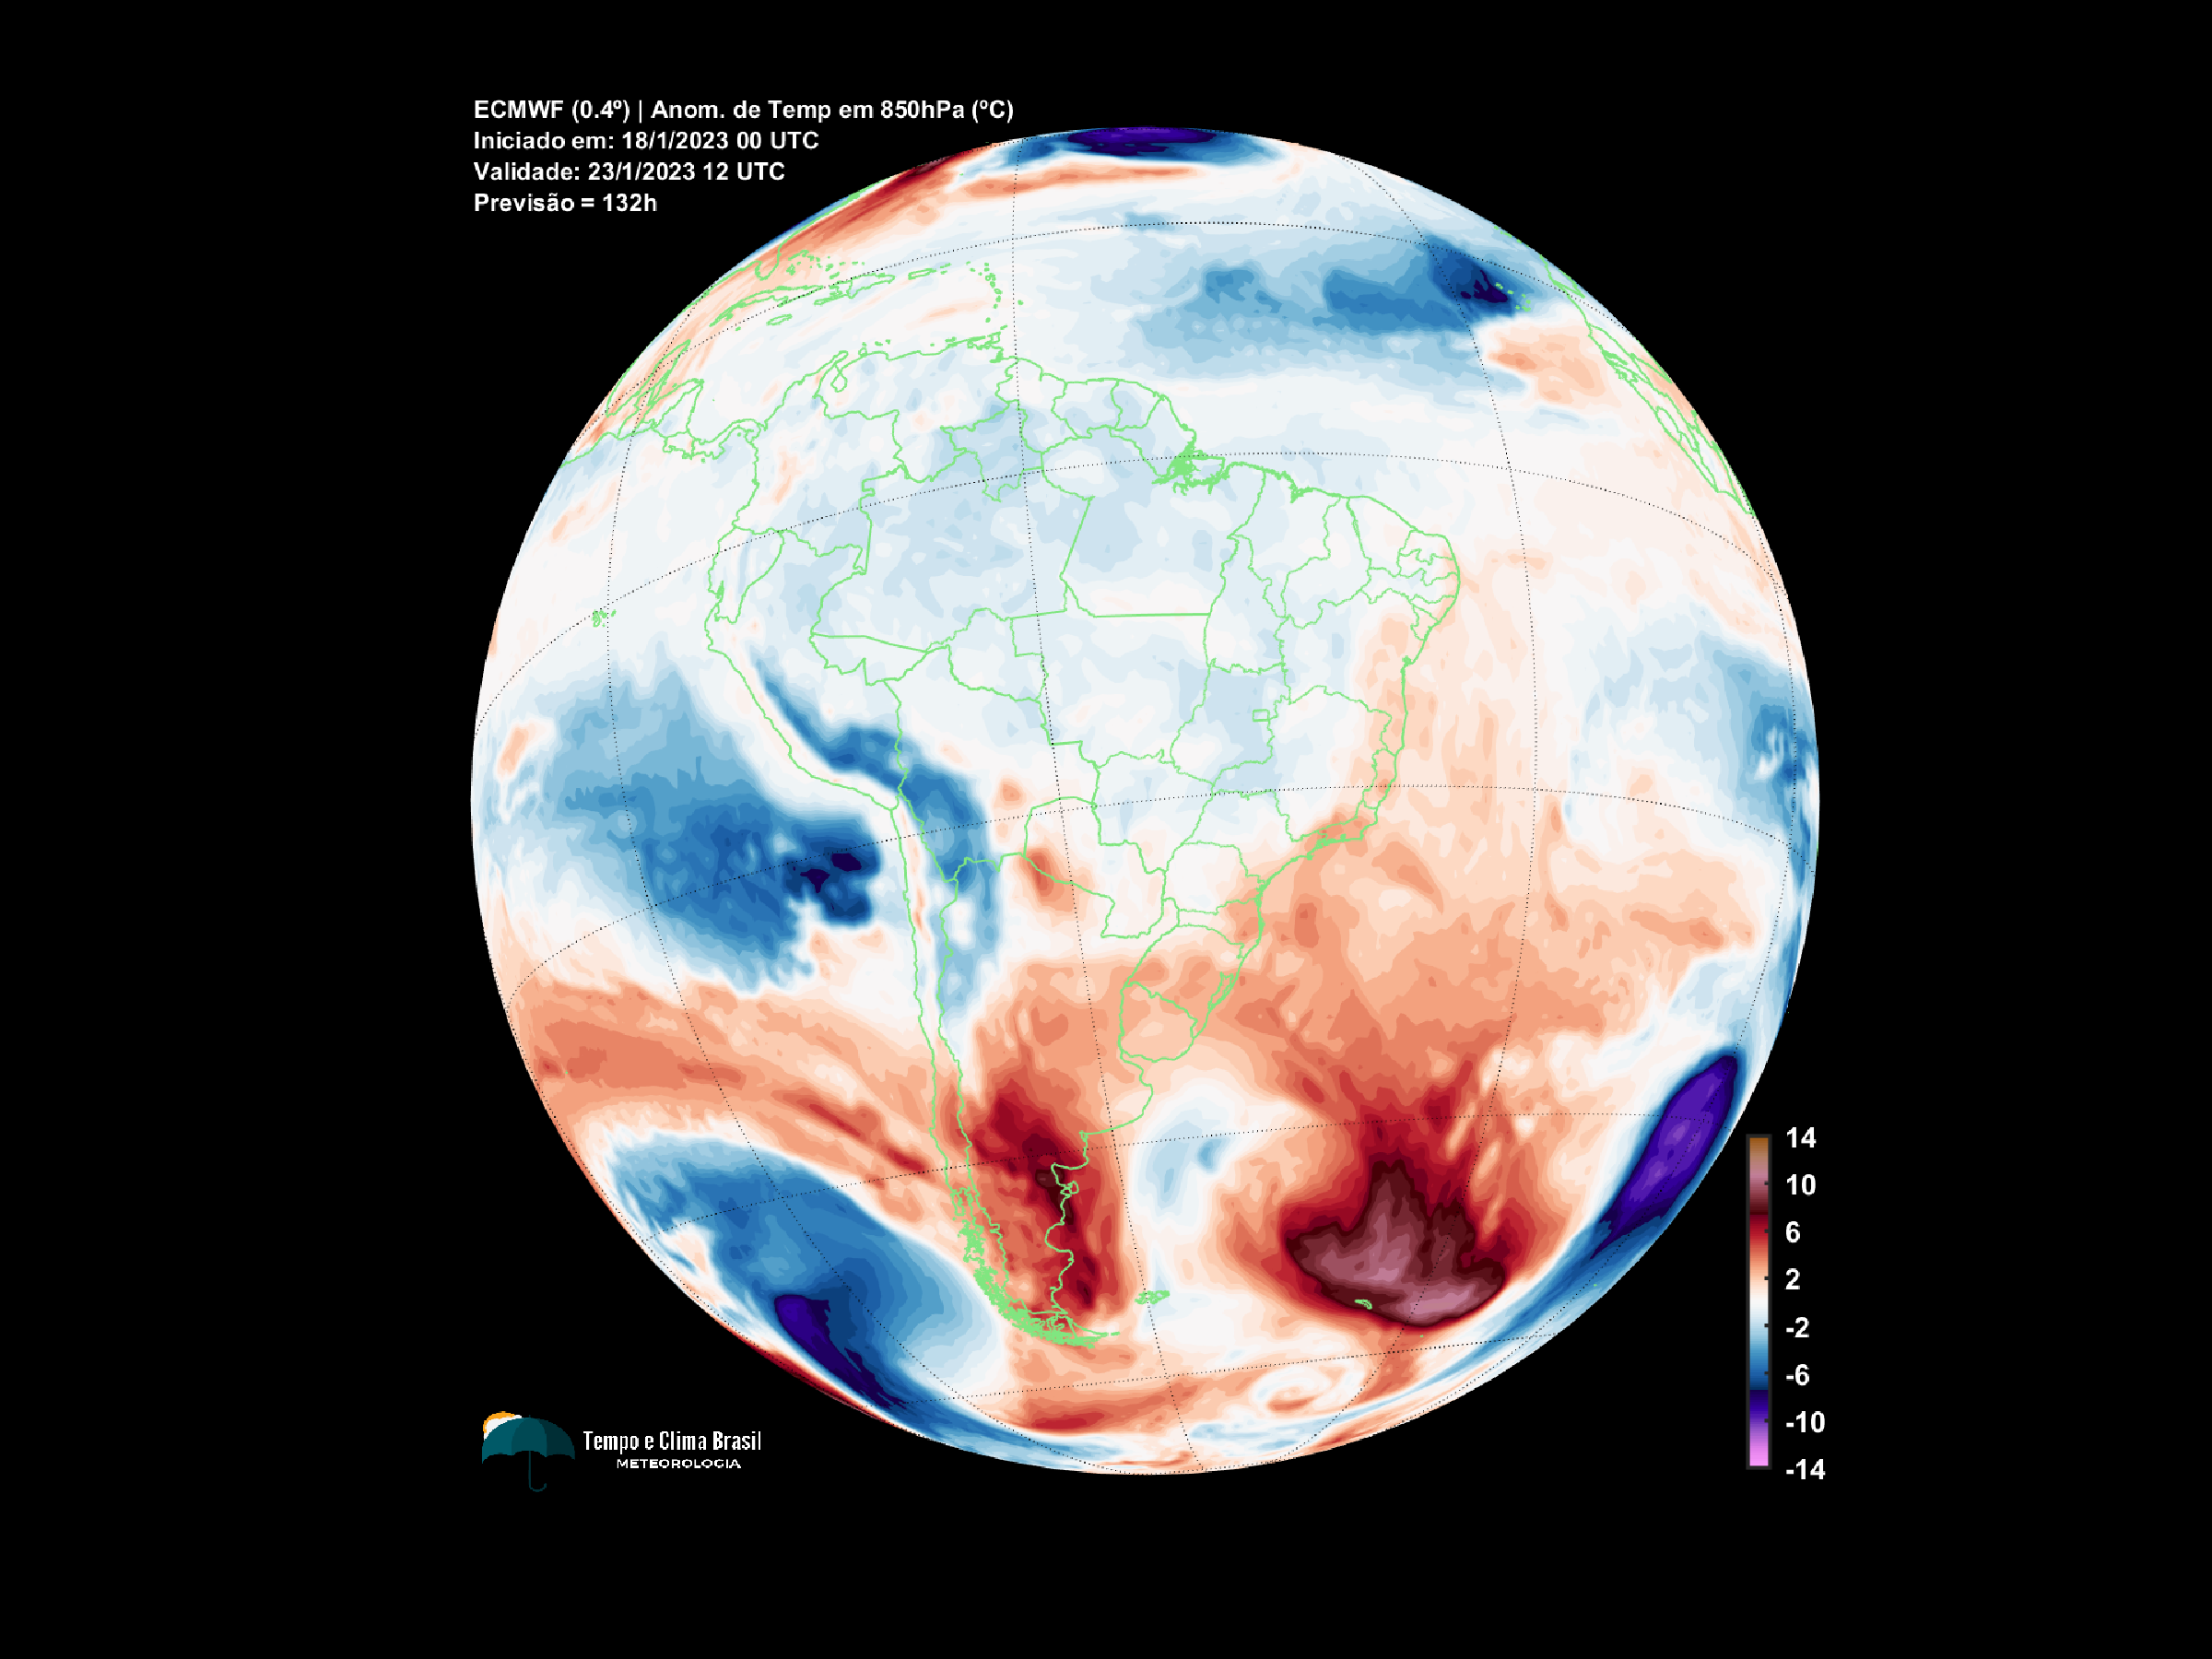 ECMWF (0.4º) | Anom. de Temp em 850hPa (ºC)
Iniciado em: 18/1/2023 00 UTC
Validade: 23/1/2023 12 UTC
Previsão = 132h
14
10
6
2
-2
-6
-10
-14
Tempo e Clima Brasil
METEOROLOGIA